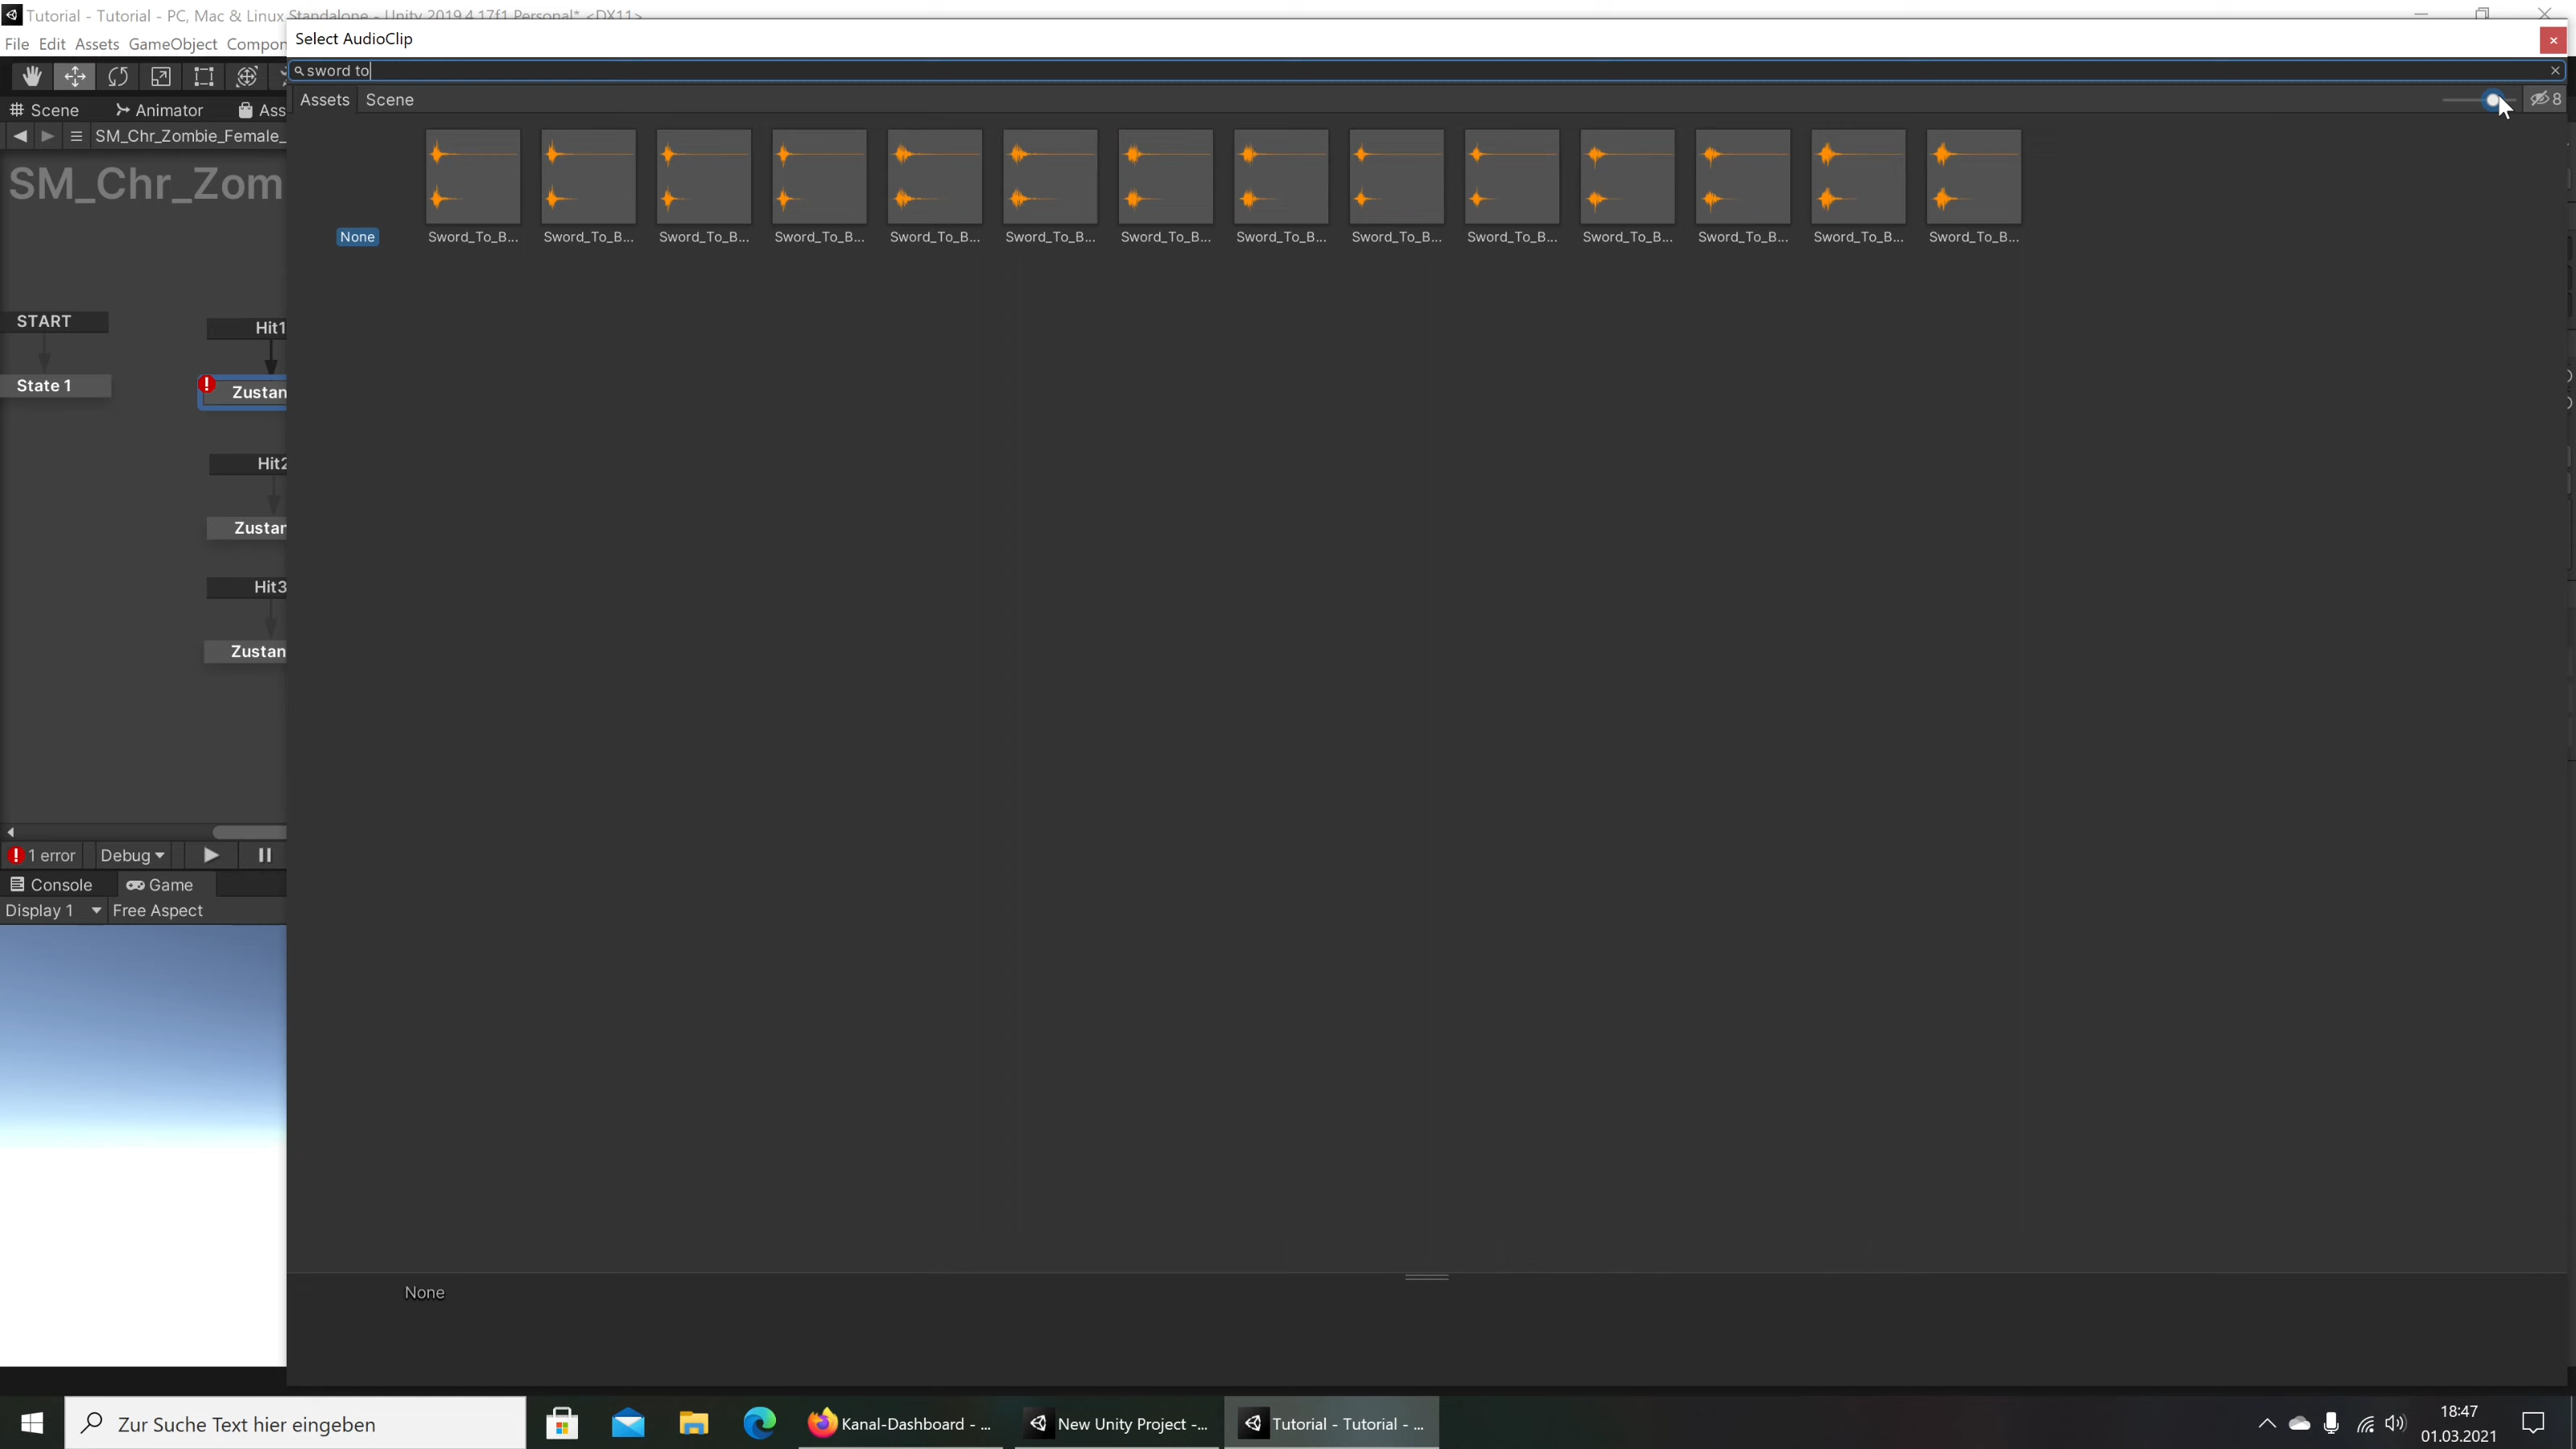 Tutorial - Tutorial - PC, Mac & Linux Standalone - Unity 2019.4.17f1 Personal* <DX11>
File Edit Assets GameObject Compon
Select AudioClip
sword to
Assets Scene
8
Scene Animator Ass
SM_Chr_Zombie_Female_
SM_Chr_Zom
None Sword_To_B... Sword_To_B... Sword_To_B... Sword_To_B... Sword_To_B... Sword_To_B... Sword_To_B... Sword_To_B... Sword_To_B... Sword_To_B... Sword_To_B... Sword_To_B... Sword_To_B... Sword_To_B...
START
Hit1
State 1
Zustan
Hit2
Zustan
Hit3
Zustan
1 error Debug
Console Game
Display 1 Free Aspect
None
Zur Suche Text hier eingeben
Kanal-Dashboard - ...
New Unity Project -...
Tutorial - Tutorial - ...
18:47
01.03.2021